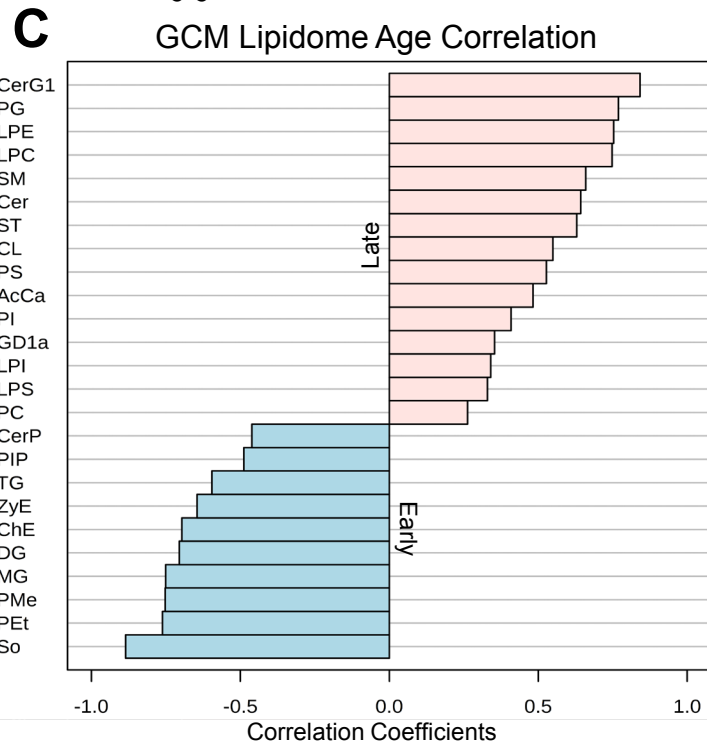 C
GCM Lipidome Age Correlation
CerG1
PG
LPE
LPC
SM
Cer
ST
CL
PS
AcCa
PI
GD1a
LPI
LPS
PC
CerP
PIP
TG
ZyE
ChE
DG
MG
PMe
PEt
So
Late
Early
-1.0 -0.5 0.0 0.5 1.0
Correlation Coefficients